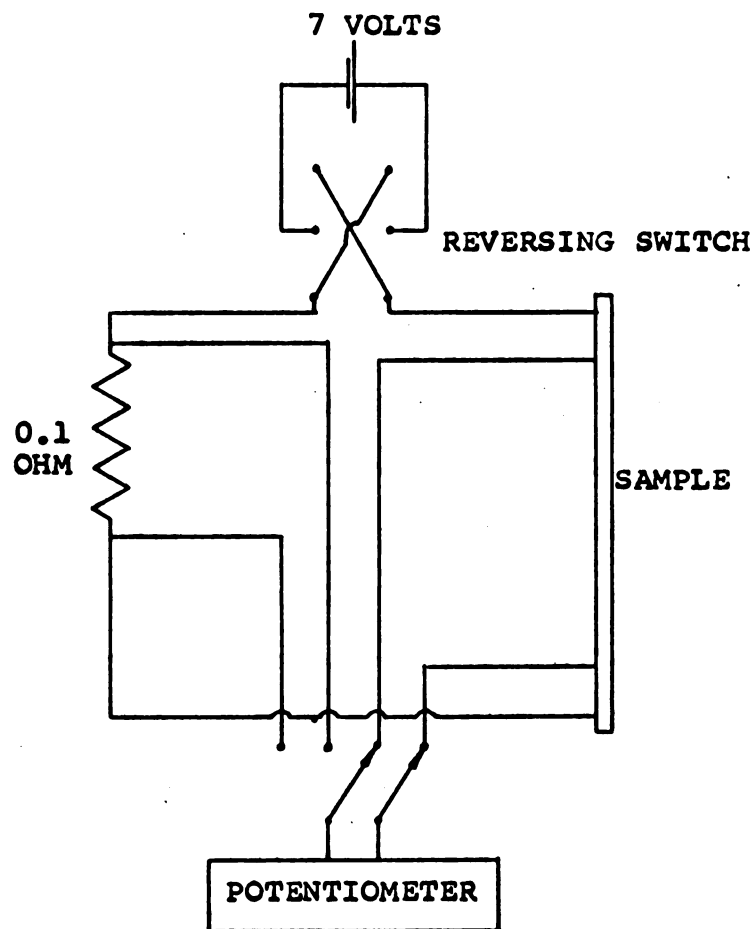 7 VOLTS
REVERSING SWITCH
0.1
OHM
SAMPLE
POTENTIOMETER